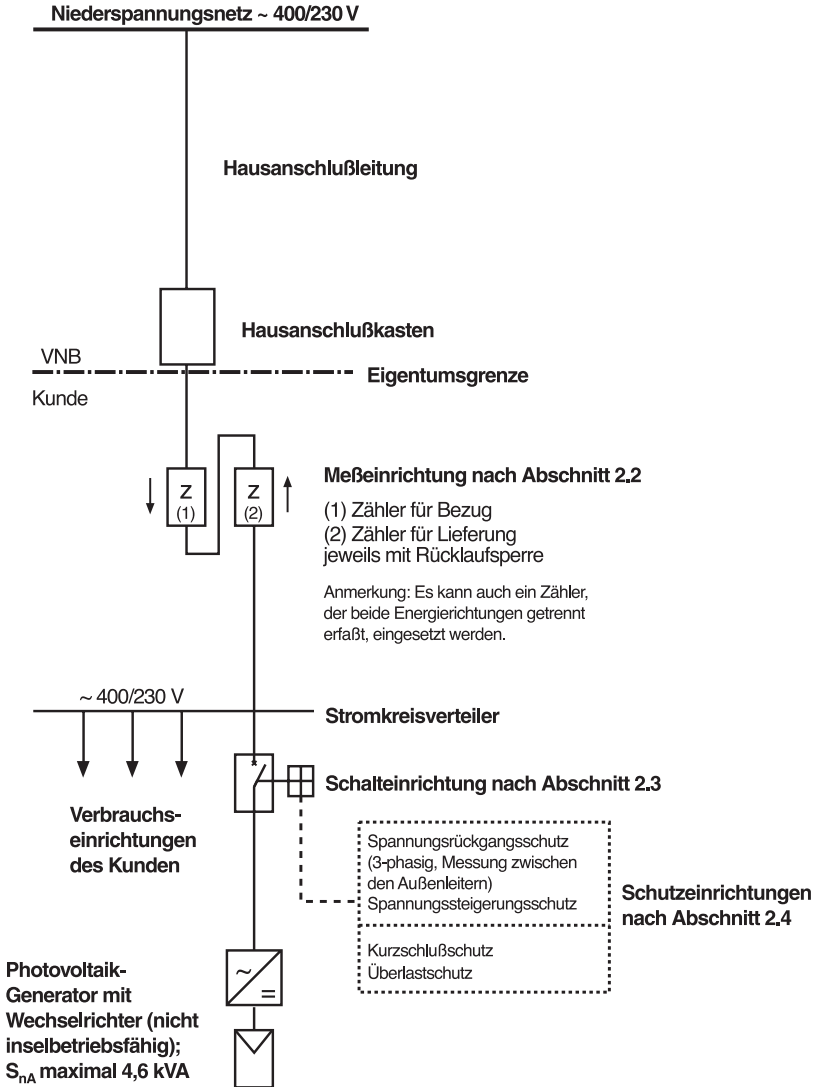 Niederspannungsnetz ~ 400/230 V
Hausanschlußleitung
Hausanschlußkasten
VNB
Eigentumsgrenze
Kunde
Meßeinrichtung nach Abschnitt 2.2
Z
(1)
Z
(2)
(1) Zähler für Bezug
(2) Zähler für Lieferung
jeweils mit Rücklaufsperre
Anmerkung: Es kann auch ein Zähler,
der beide Energierichtungen getrennt
erfaßt, eingesetzt werden.
~ 400/230 V
Stromkreisverteiler
Schalteinrichtung nach Abschnitt 2.3
Verbrauchs-
einrichtungen
des Kunden
Spannungsrückgangsschutz
(3-phasig, Messung zwischen
den Außenleitern)
Spannungssteigerungsschutz
Kurzschlußschutz
Überlastschutz
Schutzeinrichtungen
nach Abschnitt 2.4
Photovoltaik-
Generator mit
Wechselrichter (nicht
inselbetriebsfähig);
SnA maximal 4,6 kVA
~
=